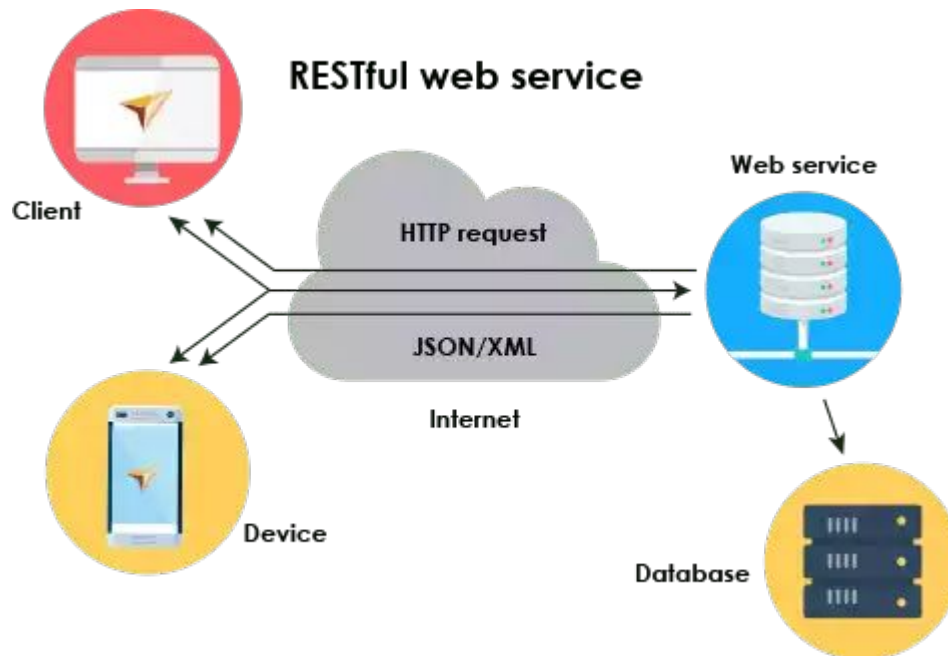 RESTful web service
Web service
Client
HTTP request
JSON/XML
Internet
Device
Database